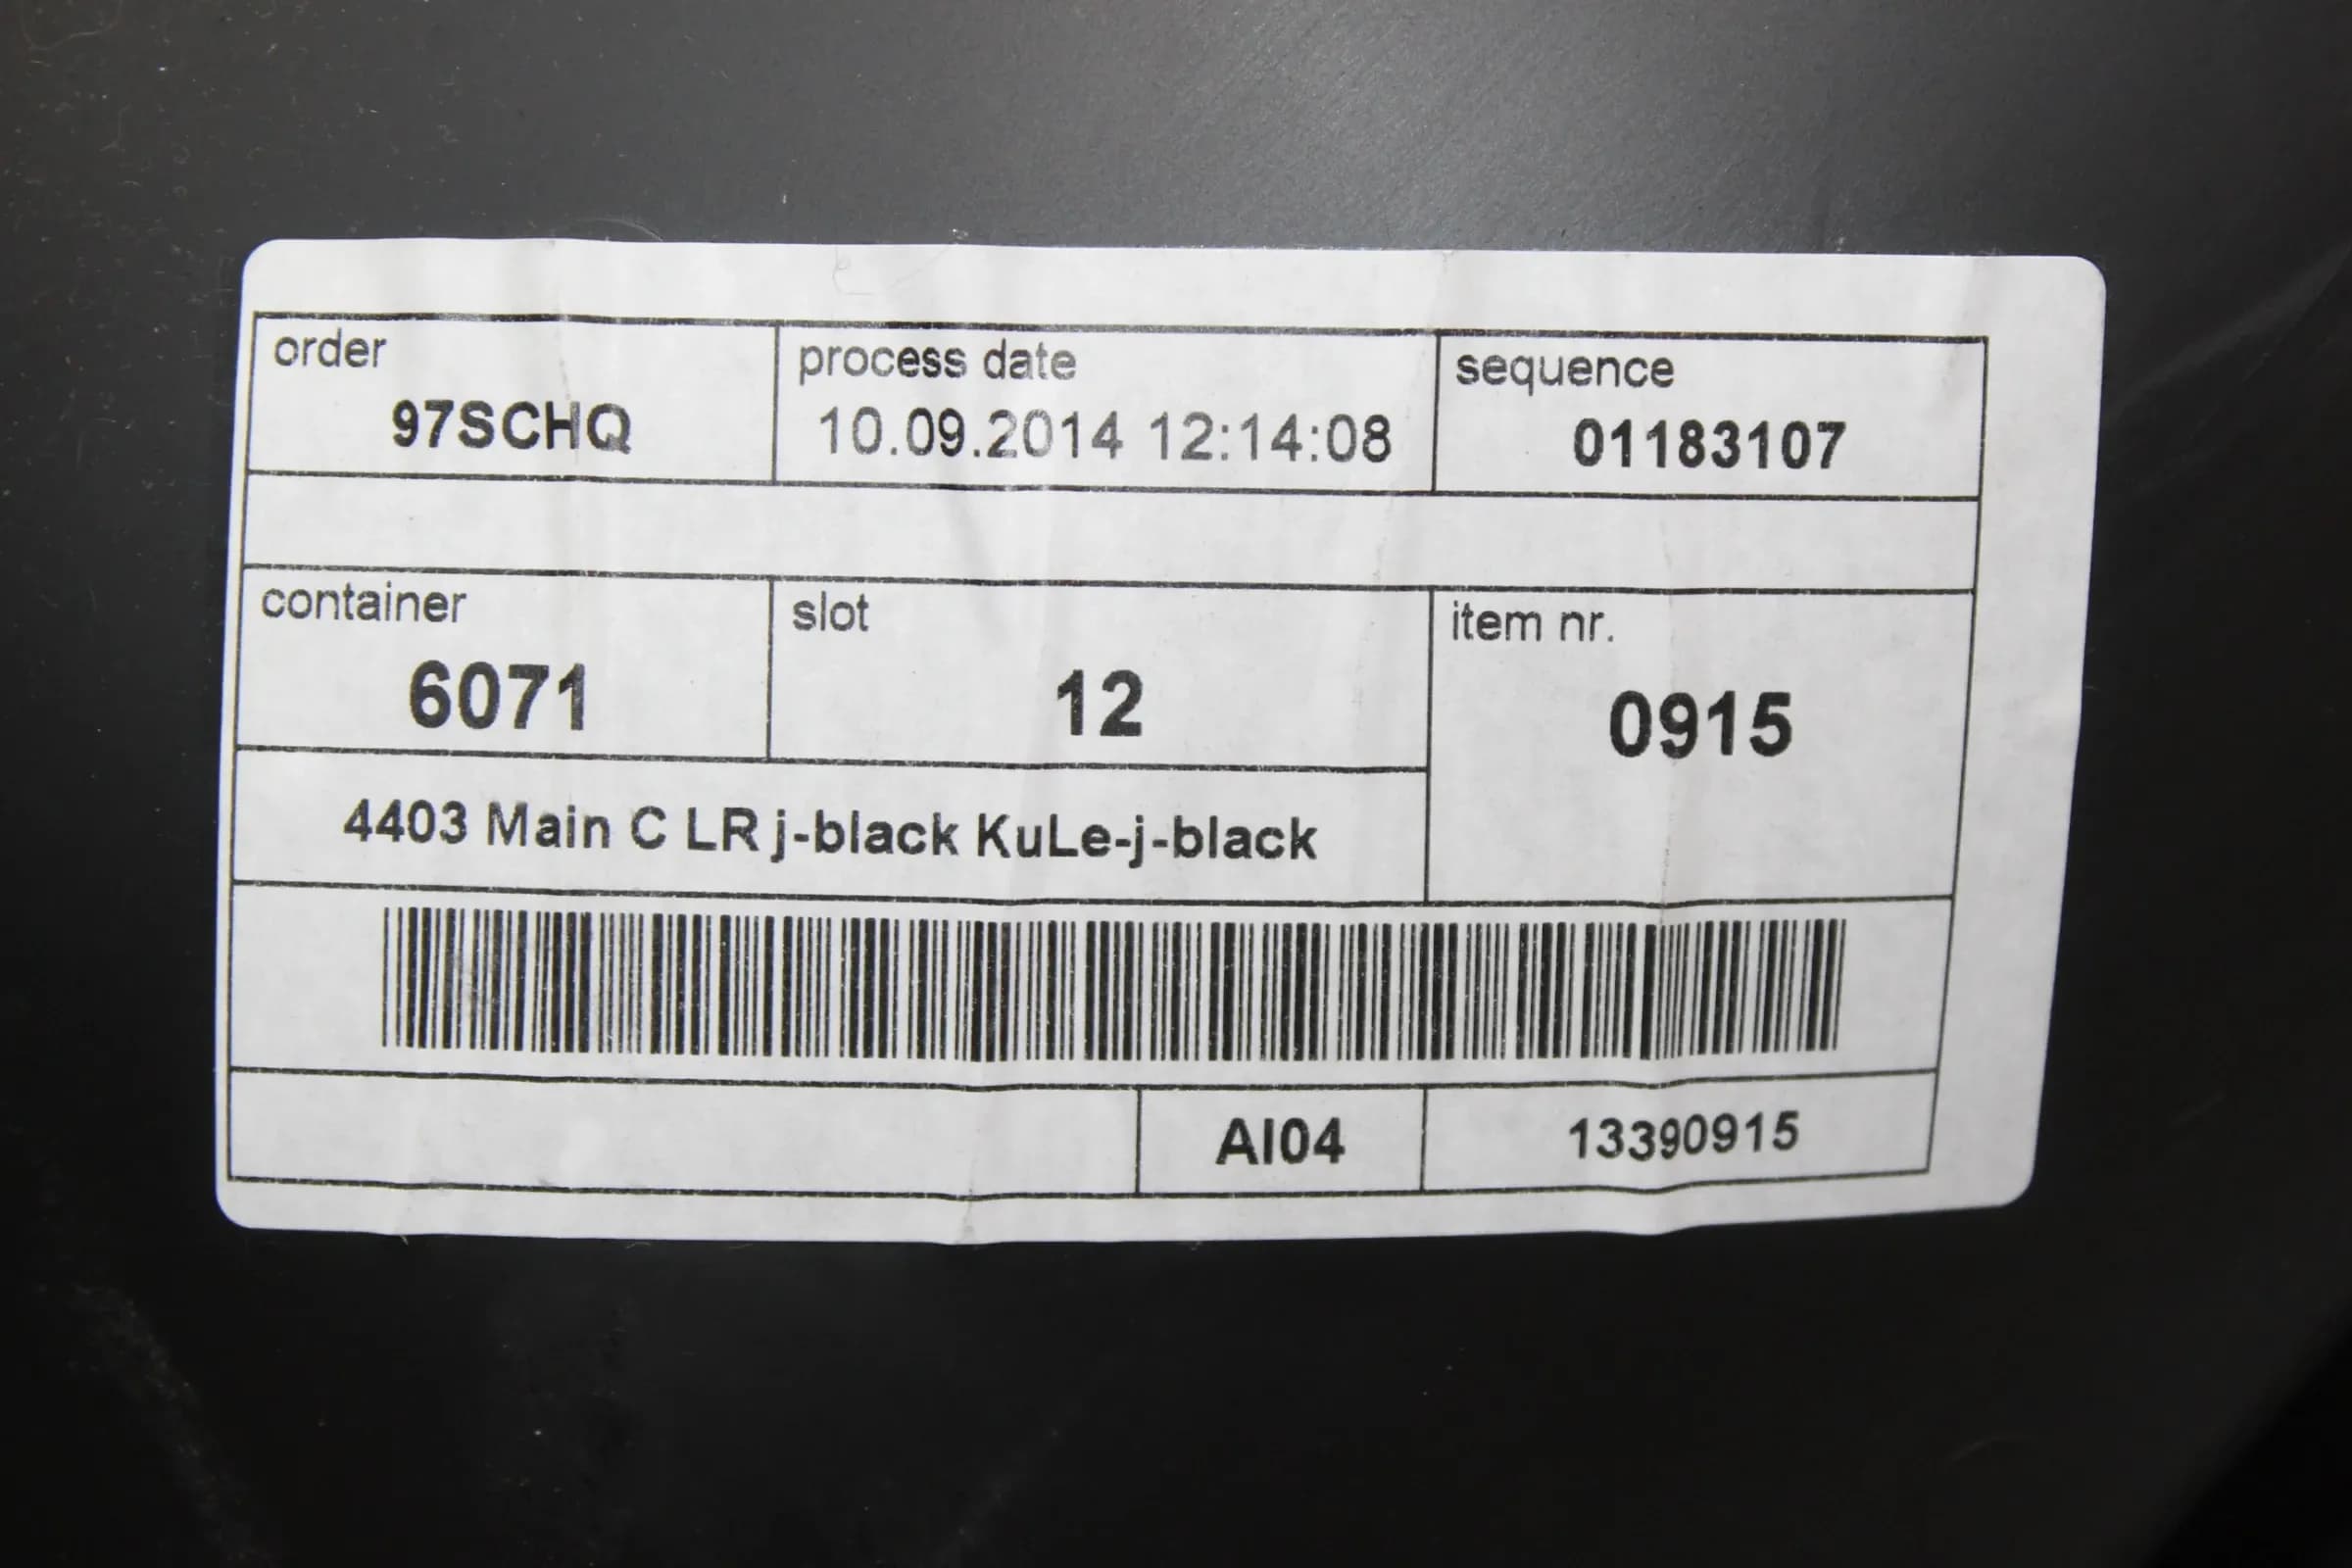 order process date sequence
97SCHQ 10.09.2014 12:14:08 01183107
container slot item nr.
6071 12 0915
4403 Main C LR j-black KuLe-j-black
AI04 13390915